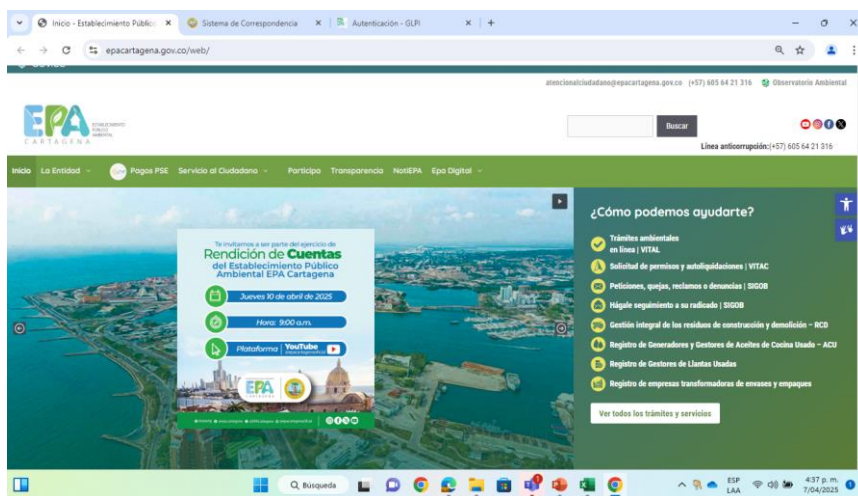 Inicio - Establecimiento Público
Sistema de Correspondencia
Autenticación - GLPI
epacartagena.gov.co/web/
atencionalciudadano@epacartagena.gov.co (+57) 605 64 21 316 Observatorio Ambiental
EPA
ESTABLECIMIENTO
PÚBLICO
AMBIENTAL
CARTAGENA
Buscar
Línea anticorrupción:(+57) 605 64 21 316
Inicio La Entidad Pagos PSE Servicio al Ciudadano Participa Transparencia NotiEPA Epa Digital
Te invitamos a ser parte del ejercicio de
Rendición de Cuentas
del Establecimiento Público
Ambiental EPA Cartagena
Jueves 10 de abril de 2025
Hora: 9:00 a.m.
Plataforma YouTube
EPA
CARTAGENA
¿Cómo podemos ayudarte?
Trámites ambientales
en línea | VITAL
Solicitud de permisos y autoliquidaciones | VITAC
Peticiones, quejas, reclamos o denuncias | SIGOB
Hágale seguimiento a su radicado | SIGOB
Gestión integral de los residuos de construcción y demolición – RCD
Registro de Generadores y Gestores de Aceites de Cocina Usado – ACU
Registro de Gestores de Llantas Usadas
Registro de empresas transformadoras de envases y empaques
Ver todos los trámites y servicios
Búsqueda
ESP
LAA
4:37 p. m.
7/04/2025